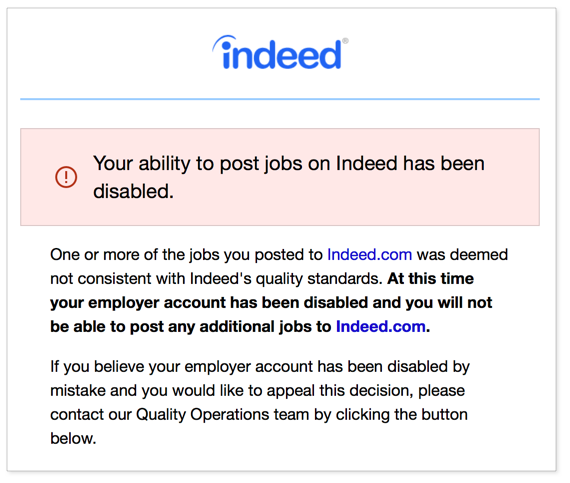 indeed®
Your ability to post jobs on Indeed has been
disabled.
One or more of the jobs you posted to Indeed.com was deemed
not consistent with Indeed's quality standards. At this time
your employer account has been disabled and you will not
be able to post any additional jobs to Indeed.com.
If you believe your employer account has been disabled by
mistake and you would like to appeal this decision, please
contact our Quality Operations team by clicking the button
below.